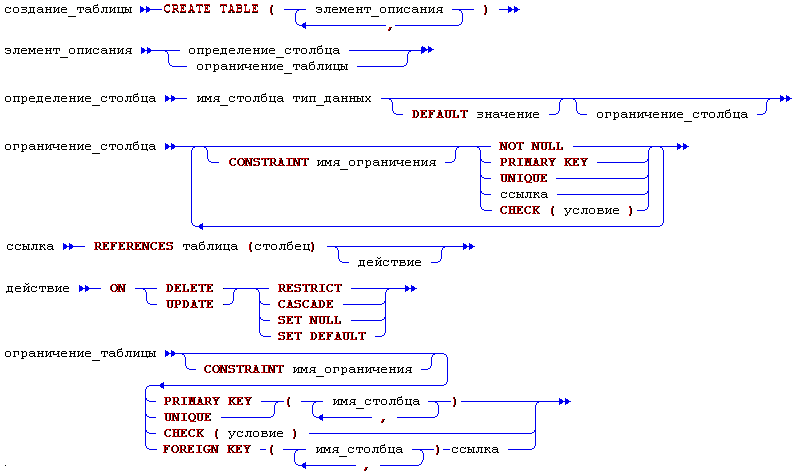 создание_таблицы CREATE TABLE ( элемент_описания )
,
элемент_описания определение_столбца
ограничение_таблицы
определение_столбца имя_столбца тип_данных
DEFAULT значение ограничение_столбца
ограничение_столбца NOT NULL
CONSTRAINT имя_ограничения PRIMARY KEY
UNIQUE
ссылка
CHECK ( условие )
ссылка REFERENCES таблица (столбец)
действие
действие ON DELETE RESTRICT
UPDATE CASCADE
SET NULL
SET DEFAULT
ограничение_таблицы
CONSTRAINT имя_ограничения
PRIMARY KEY ( имя_столбца )
UNIQUE ,
CHECK ( условие )
FOREIGN KEY ( имя_столбца ) ссылка
,